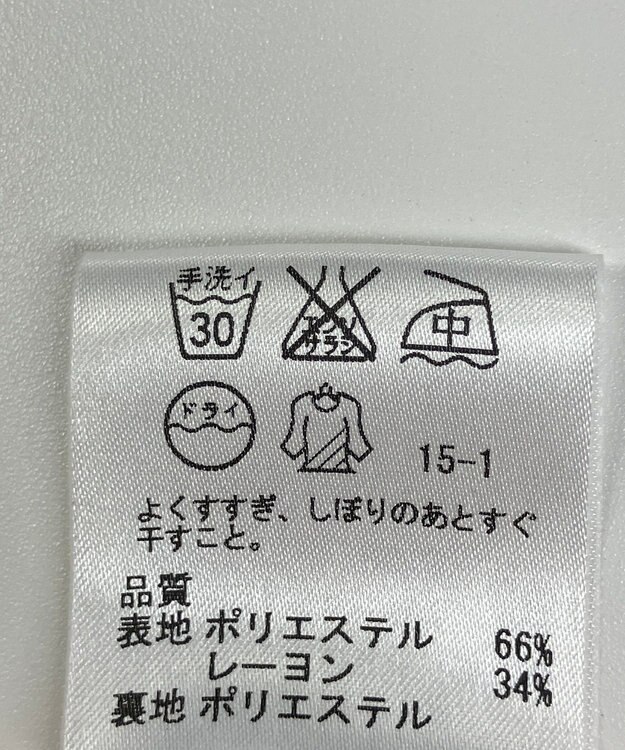 手洗イ
30
エンソ
サラシ
中
ドライ
15-1
よくすすぎ、しぼりのあとすぐ
干すこと。
品質
表地 ポリエステル 66%
レーヨン 34%
裏地 ポリエステル